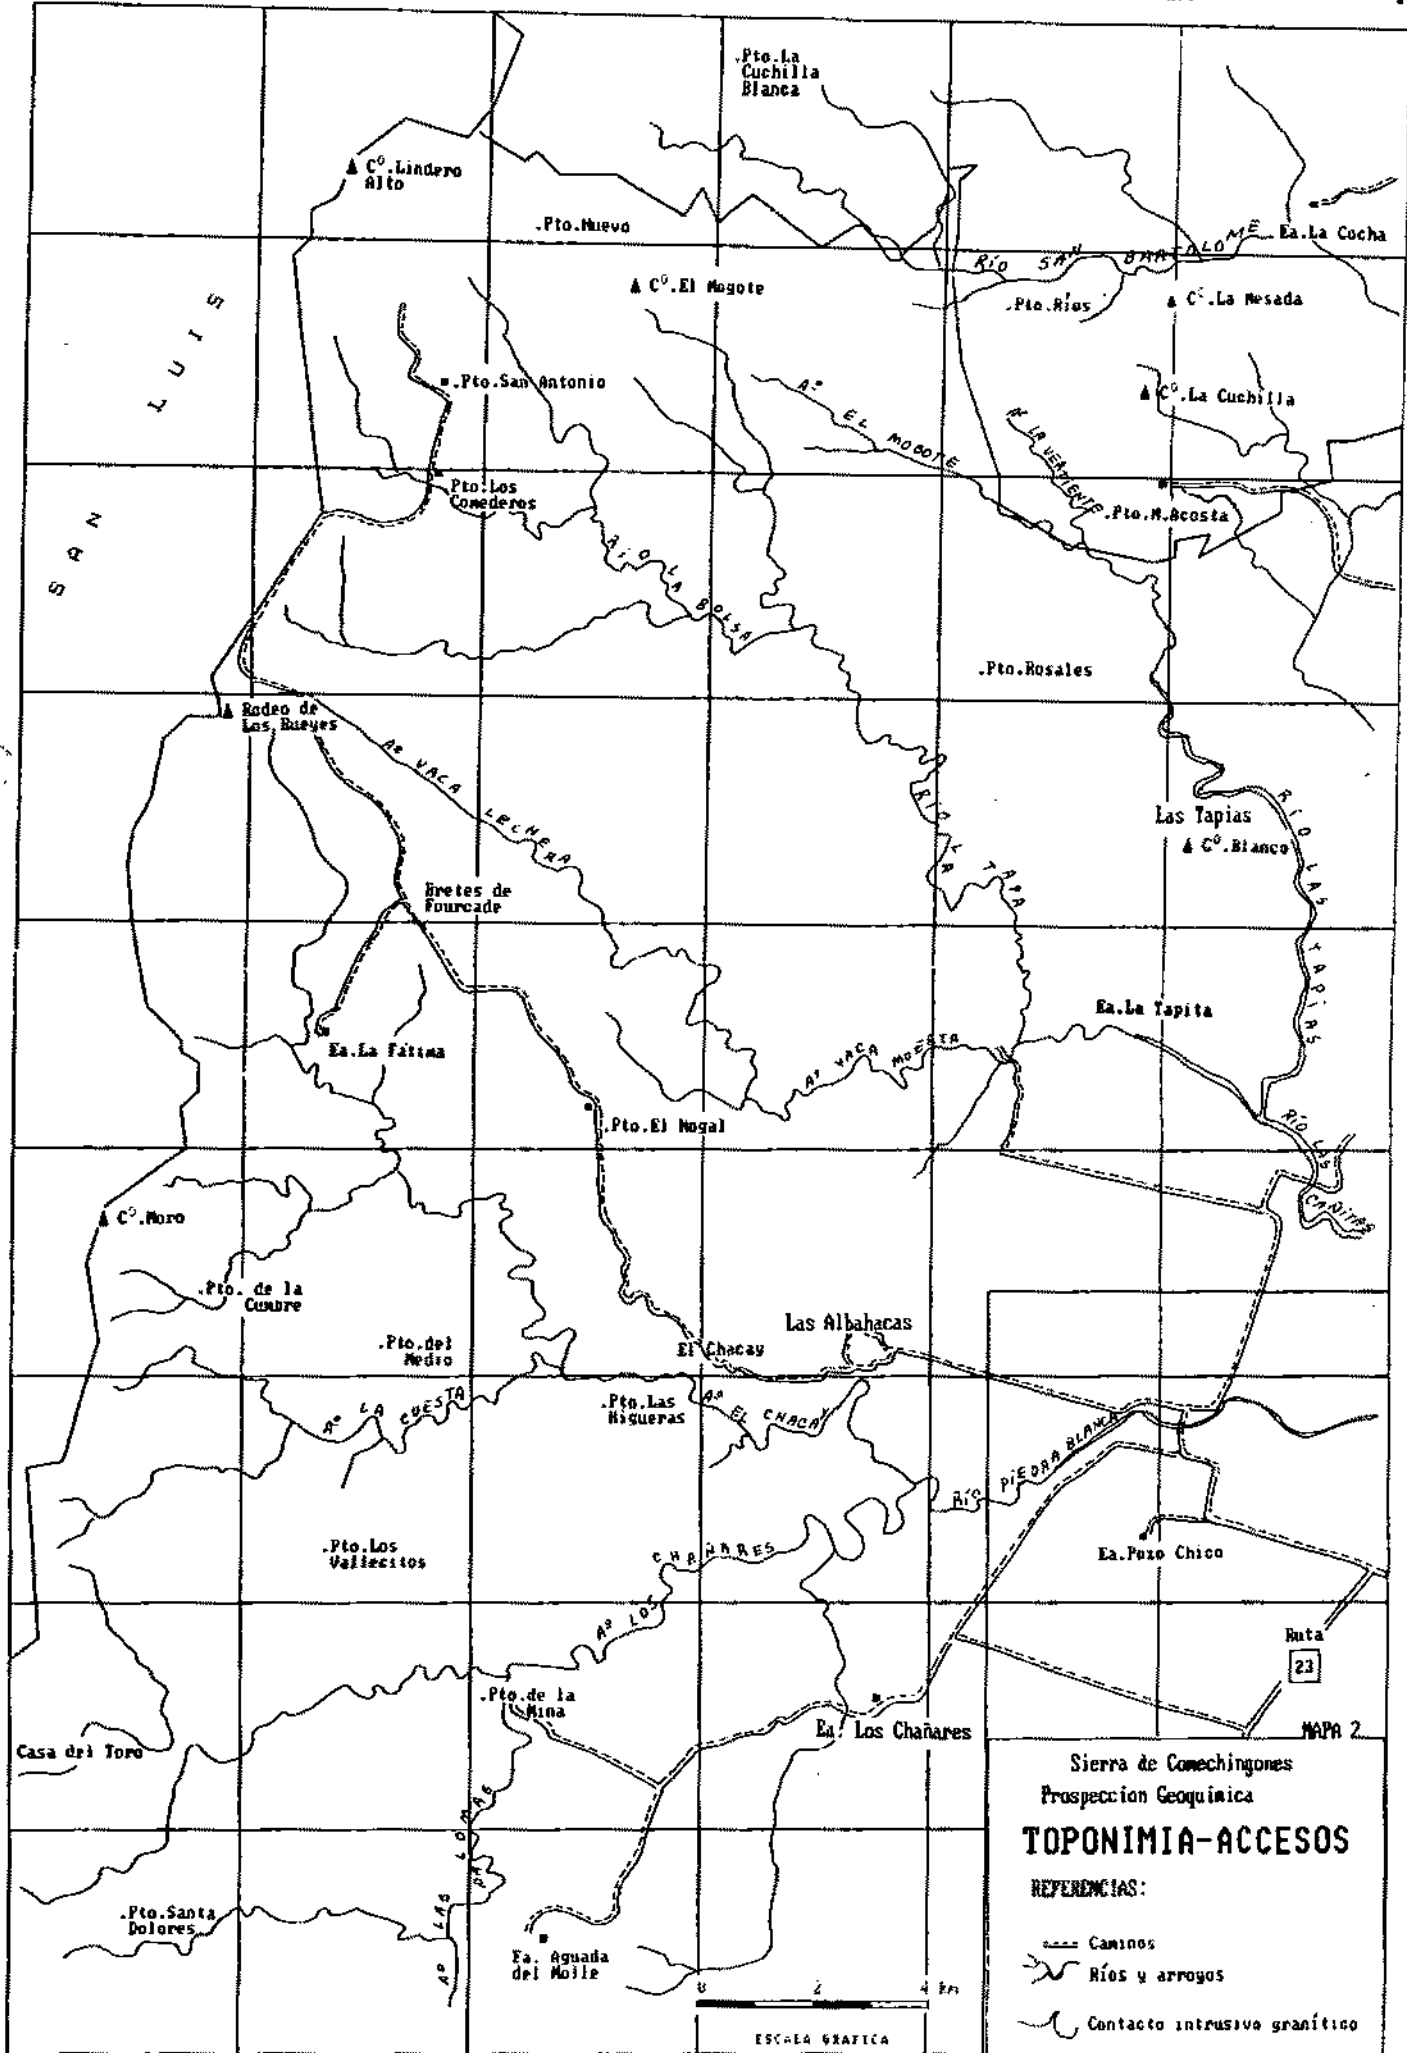 .Pto.La
Cuchilla
Blanca
Cº.Lindero
Alto
.Pto.Nuevo
RÍO SAN BARTOLOMÉ
Ea.La Cocha
Cº.El Mogote
.Pto.Ríos
Cº.La Mesada
SAN LUIS
.Pto.San Antonio
Aº EL MOGOTE
Cº.La Cuchilla
Aº LA VERTIENTE
Pto.Los
Comederos
.Pto.M.Acosta
RÍO LA BOLSA
.Pto.Rosales
Rodeo de
Los Bueyes
Aº VACA LECHERA
RÍO LA TAPA
Las Tapias
Cº.Blanco
RÍO LAS TAPIAS
Bretes de
Fourcade
Ea.La Tapita
Ea.La Fátima
Aº VACA MUERTA
.Pto.El Nogal
RÍO LAS CAÑITAS
Cº.Moro
.Pto. de la
Cumbre
.Pto.del
Medio
Las Albahacas
El Chacay
Aº LA CUESTA
.Pto.Las
Higueras
Aº EL CHACAY
RÍO PIEDRA BLANCA
.Pto.Los
Vallecitos
Aº LOS CHAÑARES
Ea.Pozo Chico
Ruta
23
.Pto.de la
Mina
Ea. Los Chañares
MAPA 2
Casa del Toro
Aº LAS PALOMAS
.Pto.Santa
Dolores
Ea. Aguada
del Molle
0 2 4 km
ESCALA GRAFICA
Sierra de Comechingones
Prospeccion Geoquimica
TOPONIMIA-ACCESOS
REFERENCIAS:
Caminos
Ríos y arroyos
Contacto intrusivo granítico